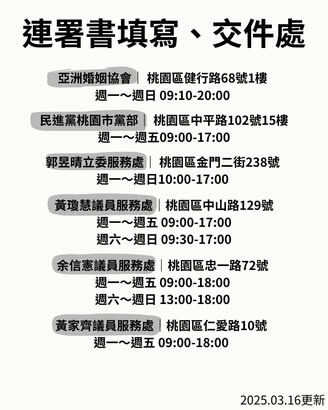 連署書填寫、交件處
亞洲婚姻協會｜桃園區健行路68號1樓
週一～週日 09:10-20:00
民進黨桃園市黨部｜桃園區中平路102號15樓
週一～週五09:00-17:00
郭昱晴立委服務處｜桃園區金門二街238號
週一～週日10:00-17:00
黃瓊慧議員服務處｜桃園區中山路129號
週一～週五 09:00-17:00
週六～週日 09:30-17:00
余信憲議員服務處｜桃園區忠一路72號
週一～週五 09:00-18:00
週六～週日 13:00-18:00
黃家齊議員服務處｜桃園區仁愛路10號
週一～週五 09:00-18:00
2025.03.16更新